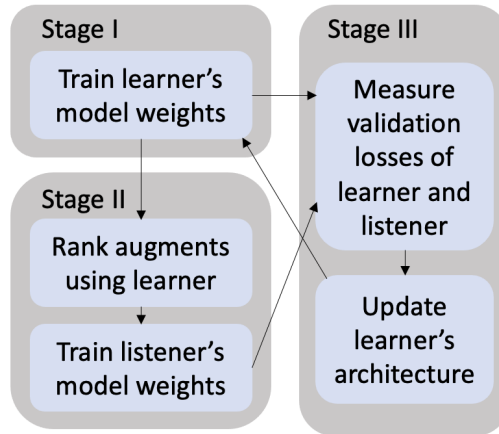 Stage I
Train learner's
model weights
Stage II
Rank augments
using learner
Train listener's
model weights
Stage III
Measure
validation
losses of
learner and
listener
Update
learner's
architecture